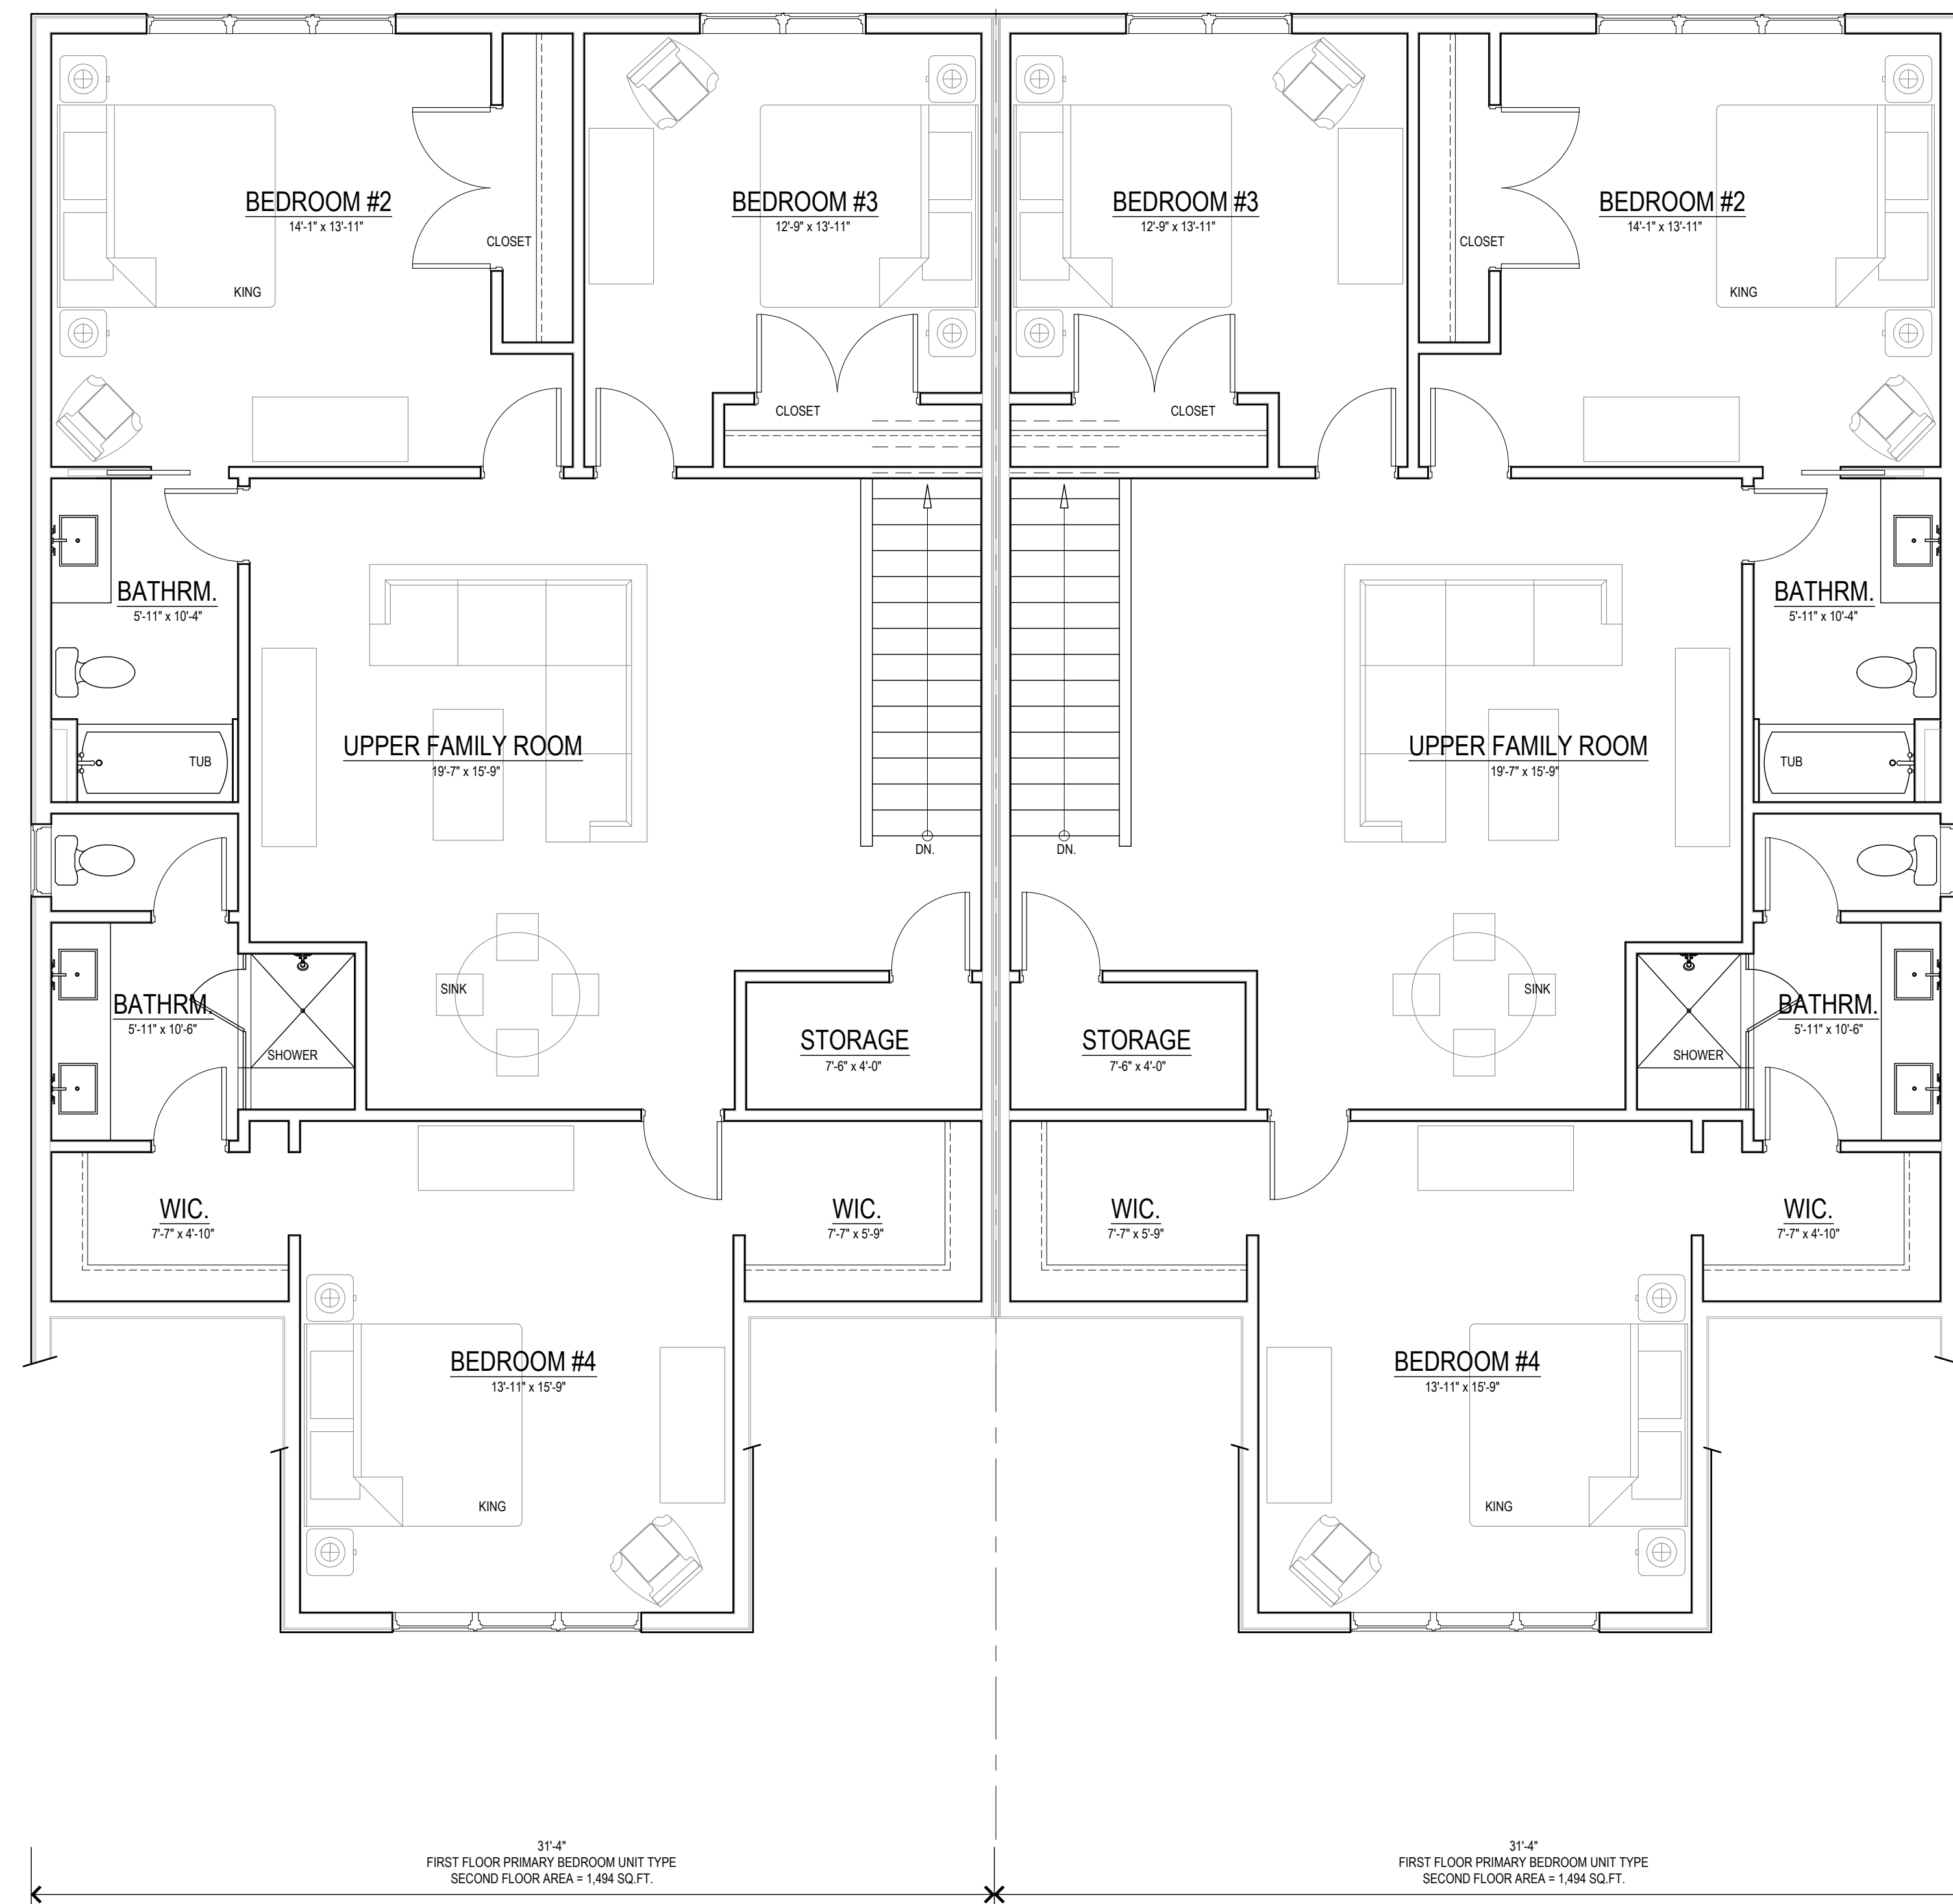 BEDROOM #2
14'-1" x 13'-11"
CLOSET
KING
BEDROOM #3
12'-9" x 13'-11"
CLOSET
BEDROOM #3
12'-9" x 13'-11"
CLOSET
BEDROOM #2
14'-1" x 13'-11"
CLOSET
KING
BATHRM.
5'-11" x 10'-4"
TUB
UPPER FAMILY ROOM
19'-7" x 15'-9"
DN.
DN.
UPPER FAMILY ROOM
19'-7" x 15'-9"
BATHRM.
5'-11" x 10'-4"
TUB
BATHRM.
5'-11" x 10'-6"
SHOWER
SINK
STORAGE
7'-6" x 4'-0"
STORAGE
7'-6" x 4'-0"
SINK
SHOWER
BATHRM.
5'-11" x 10'-6"
WIC.
7'-7" x 4'-10"
WIC.
7'-7" x 5'-9"
WIC.
7'-7" x 5'-9"
WIC.
7'-7" x 4'-10"
BEDROOM #4
13'-11" x 15'-9"
KING
BEDROOM #4
13'-11" x 15'-9"
KING
31'-4"
FIRST FLOOR PRIMARY BEDROOM UNIT TYPE
SECOND FLOOR AREA = 1,494 SQ.FT.
31'-4"
FIRST FLOOR PRIMARY BEDROOM UNIT TYPE
SECOND FLOOR AREA = 1,494 SQ.FT.